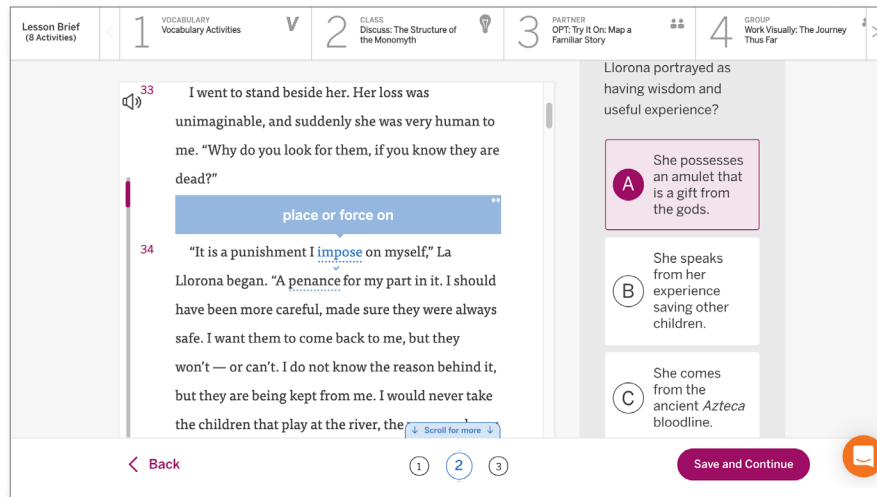 Lesson Brief
(8 Activities)
1
VOCABULARY
Vocabulary Activities
V
2
CLASS
Discuss: The Structure of
the Monomyth
3
PARTNER
OPT: Try It On: Map a
Familiar Story
4
GROUP
Work Visually: The Journey
Thus Far
33
I went to stand beside her. Her loss was
unimaginable, and suddenly she was very human to
me. “Why do you look for them, if you know they are
dead?”
place or force on
34
“It is a punishment I impose on myself,” La
Llorona began. “A penance for my part in it. I should
have been more careful, made sure they were always
safe. I want them to come back to me, but they
won’t — or can’t. I do not know the reason behind it,
but they are being kept from me. I would never take
the children that play at the river, the
↓ Scroll for more ↓
Llorona portrayed as
having wisdom and
useful experience?
A
She possesses
an amulet that
is a gift from
the gods.
B
She speaks
from her
experience
saving other
children.
C
She comes
from the
ancient Azteca
bloodline.
Back
1
2
3
Save and Continue